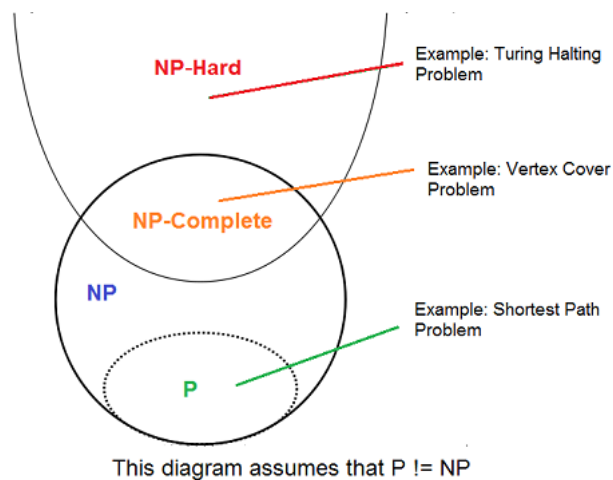 NP-Hard
Example: Turing Halting
Problem
Example: Vertex Cover
Problem
NP-Complete
NP
Example: Shortest Path
Problem
P
This diagram assumes that P != NP